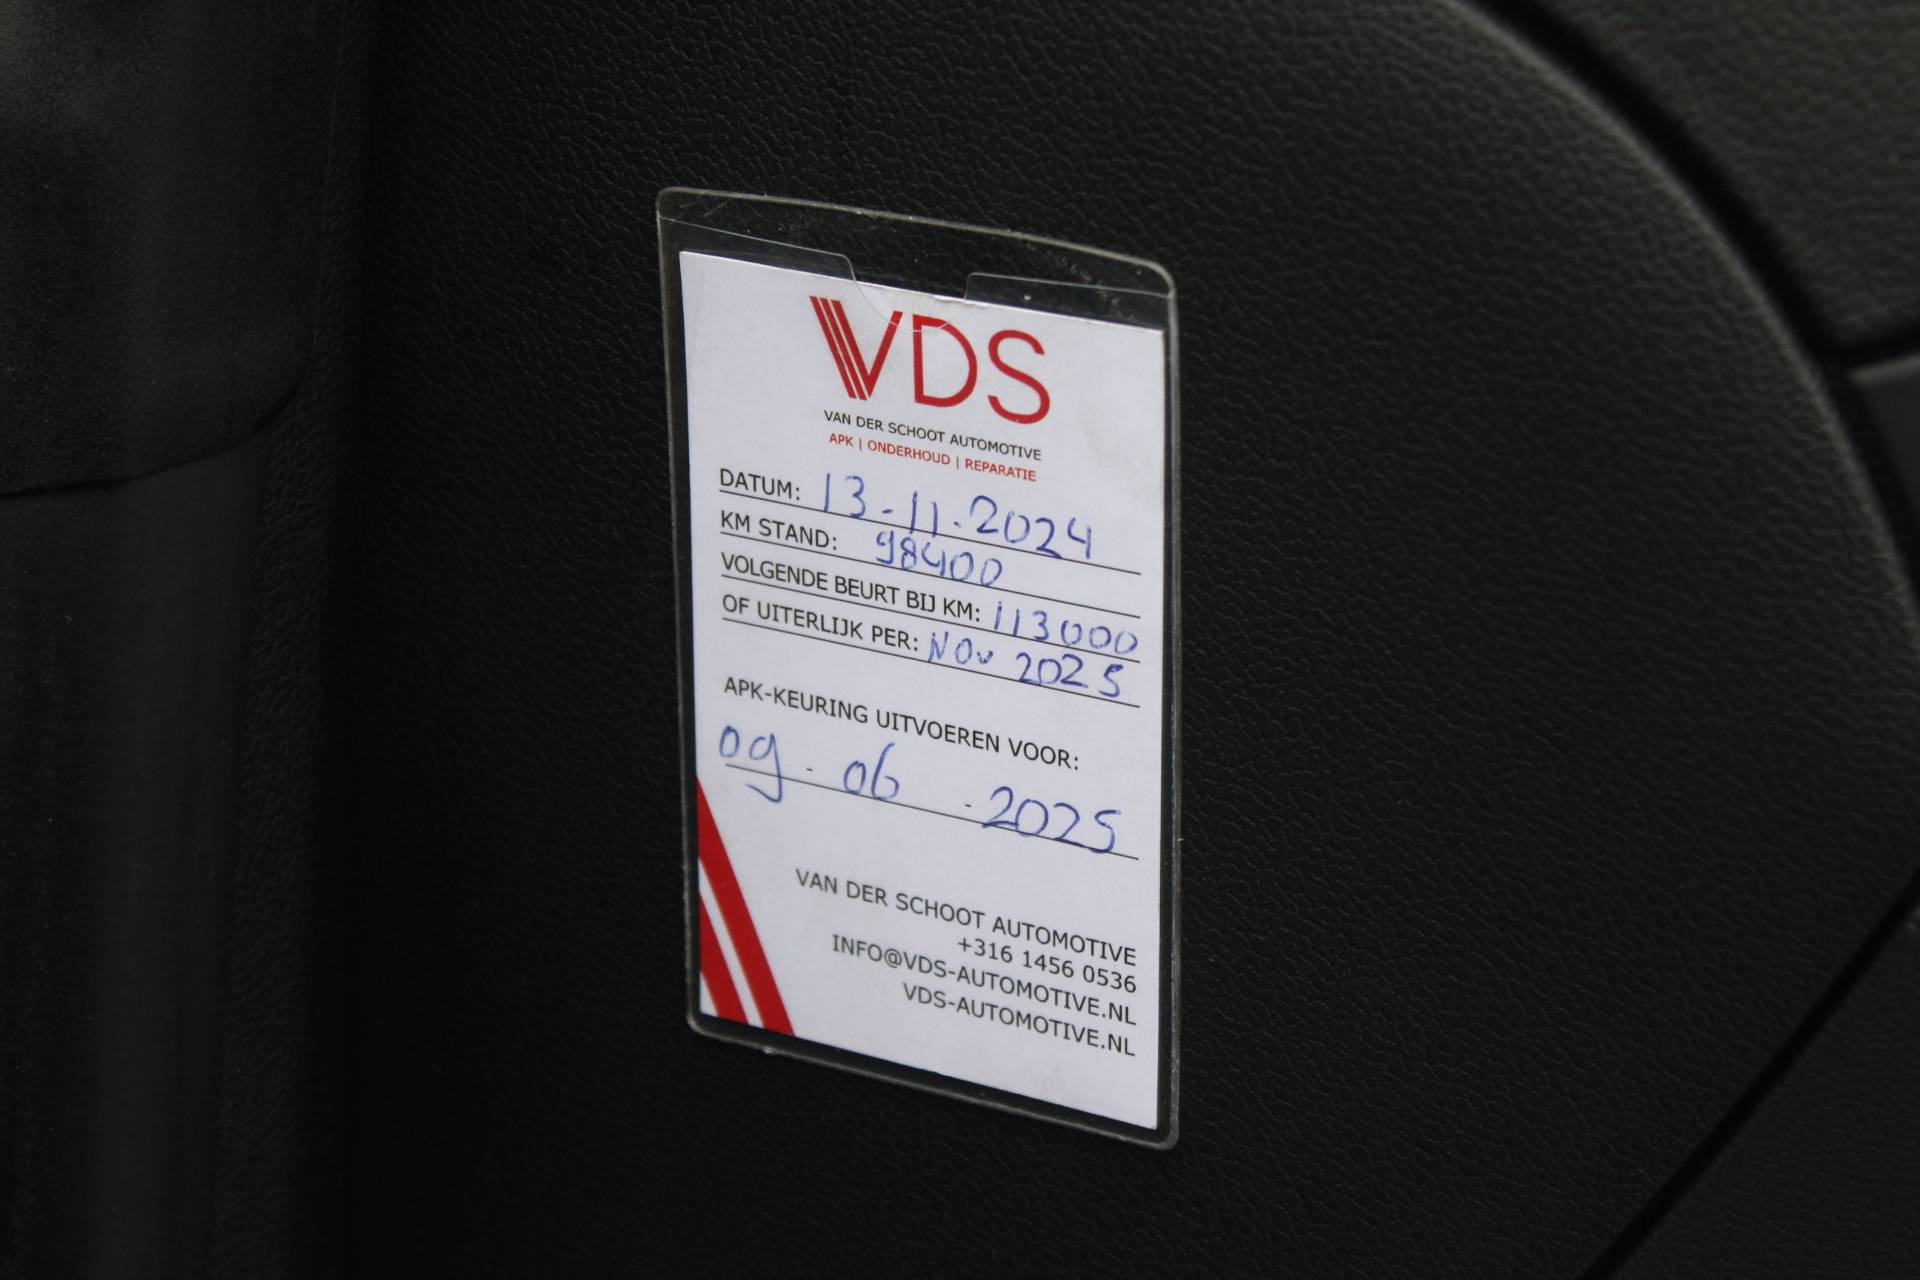 VDS
VAN DER SCHOOT AUTOMOTIVE
APK | ONDERHOUD | REPARATIE
DATUM: 13-11-2024
KM STAND: 98400
VOLGENDE BEURT BIJ KM: 113000
OF UITERLIJK PER: NOV 2025
APK-KEURING UITVOEREN VOOR:
09-06-2025
VAN DER SCHOOT AUTOMOTIVE
+316 1456 0536
INFO@VDS-AUTOMOTIVE.NL
VDS-AUTOMOTIVE.NL